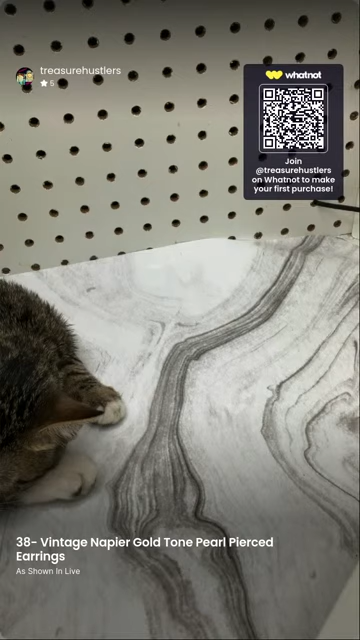 treasurehustlers
★ 5
whatnot
Join
@treasurehustlers
on Whatnot to make
your first purchase!
38- Vintage Napier Gold Tone Pearl Pierced
Earrings
As Shown In Live